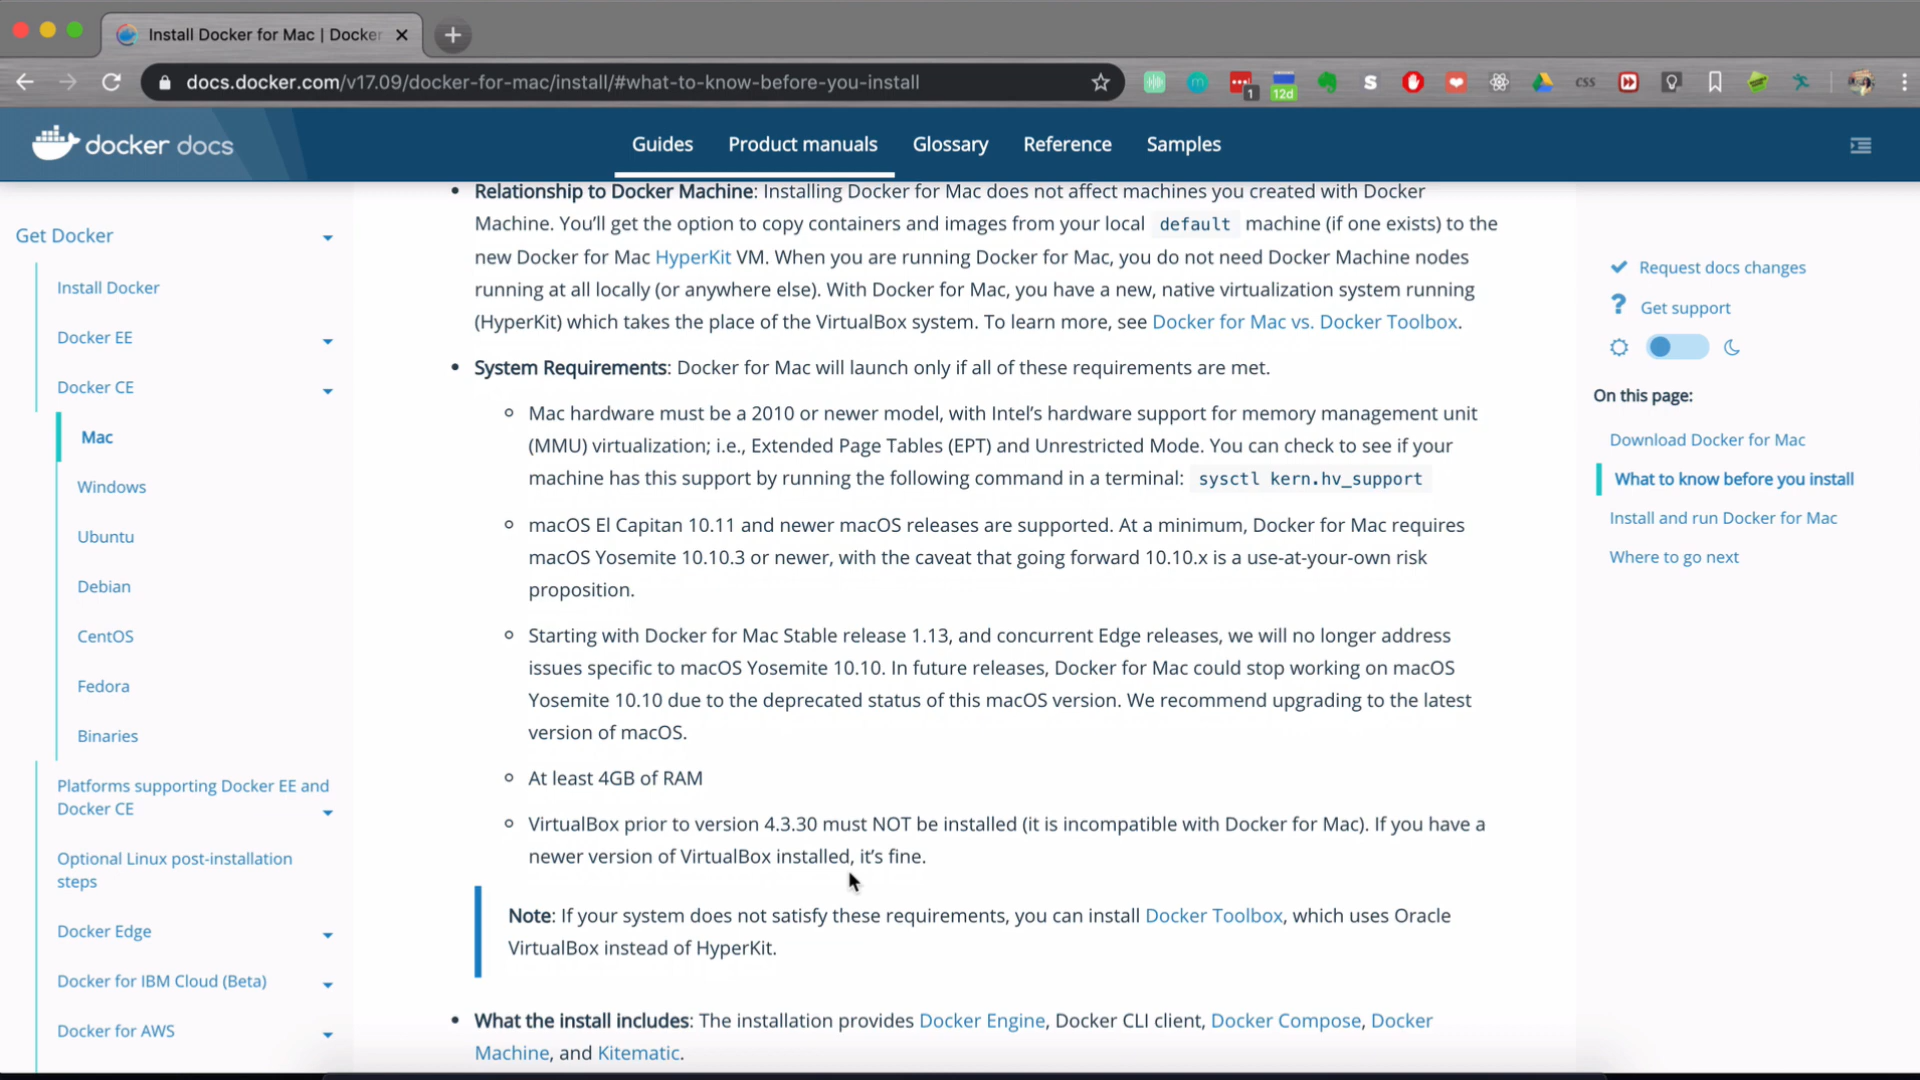 Install Docker for Mac | Docker
docs.docker.com/v17.09/docker-for-mac/install/#what-to-know-before-you-install
1
12d
S
CSS
docker docs
Guides
Product manuals
Glossary
Reference
Samples
Get Docker
Install Docker
Docker EE
Docker CE
Mac
Windows
Ubuntu
Debian
CentOS
Fedora
Binaries
Platforms supporting Docker EE and
Docker CE
Optional Linux post-installation
steps
Docker Edge
Docker for IBM Cloud (Beta)
Docker for AWS
• Relationship to Docker Machine: Installing Docker for Mac does not affect machines you created with Docker
Machine. You’ll get the option to copy containers and images from your local default machine (if one exists) to the
new Docker for Mac HyperKit VM. When you are running Docker for Mac, you do not need Docker Machine nodes
running at all locally (or anywhere else). With Docker for Mac, you have a new, native virtualization system running
(HyperKit) which takes the place of the VirtualBox system. To learn more, see Docker for Mac vs. Docker Toolbox.
• System Requirements: Docker for Mac will launch only if all of these requirements are met.
Mac hardware must be a 2010 or newer model, with Intel’s hardware support for memory management unit
(MMU) virtualization; i.e., Extended Page Tables (EPT) and Unrestricted Mode. You can check to see if your
machine has this support by running the following command in a terminal: sysctl kern.hv_support
macOS El Capitan 10.11 and newer macOS releases are supported. At a minimum, Docker for Mac requires
macOS Yosemite 10.10.3 or newer, with the caveat that going forward 10.10.x is a use-at-your-own risk
proposition.
Starting with Docker for Mac Stable release 1.13, and concurrent Edge releases, we will no longer address
issues specific to macOS Yosemite 10.10. In future releases, Docker for Mac could stop working on macOS
Yosemite 10.10 due to the deprecated status of this macOS version. We recommend upgrading to the latest
version of macOS.
At least 4GB of RAM
VirtualBox prior to version 4.3.30 must NOT be installed (it is incompatible with Docker for Mac). If you have a
newer version of VirtualBox installed, it’s fine.
Note: If your system does not satisfy these requirements, you can install Docker Toolbox, which uses Oracle
VirtualBox instead of HyperKit.
• What the install includes: The installation provides Docker Engine, Docker CLI client, Docker Compose, Docker
Machine, and Kitematic.
Request docs changes
Get support
On this page:
Download Docker for Mac
What to know before you install
Install and run Docker for Mac
Where to go next